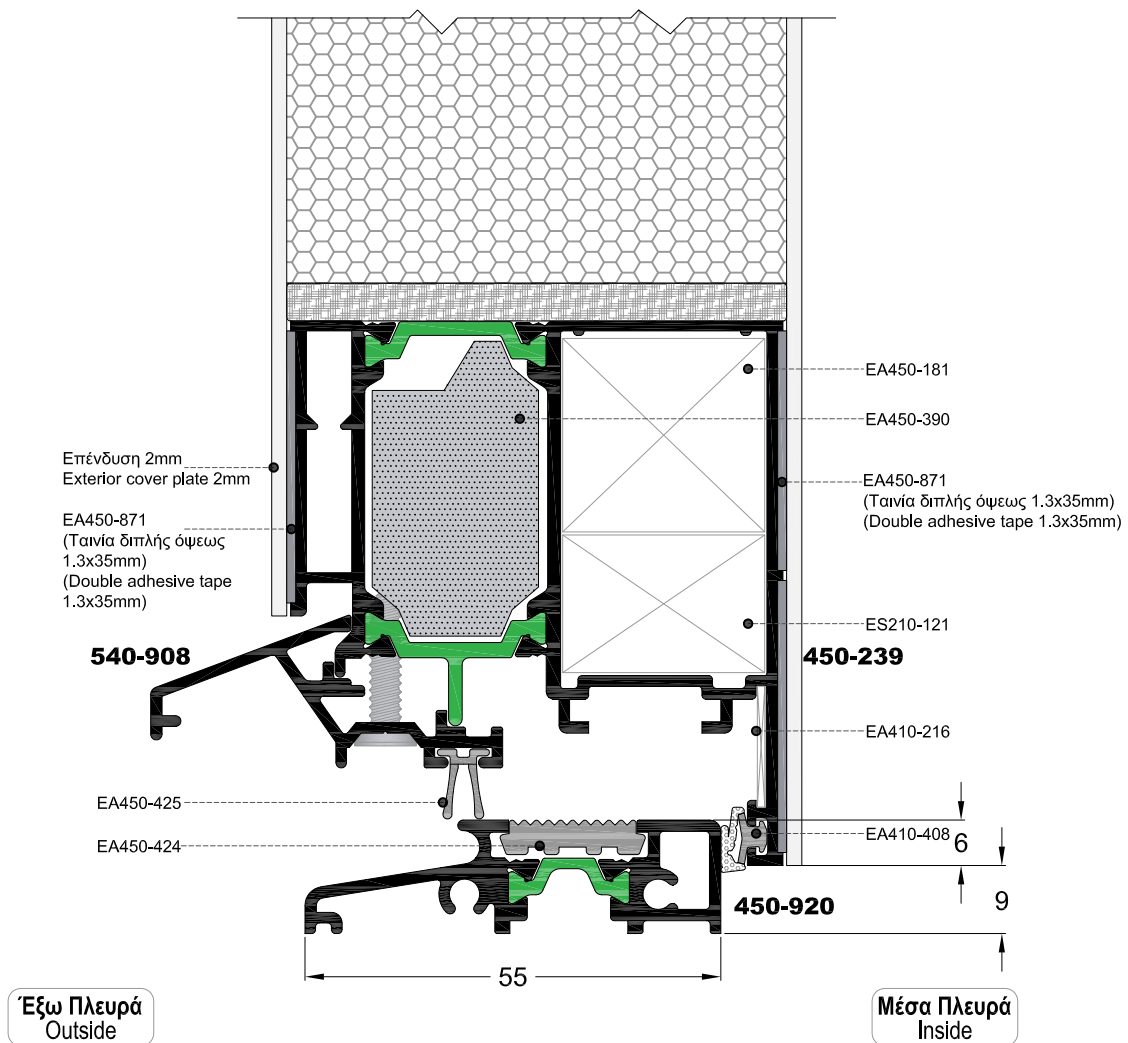 EA450-181
EA450-390
Επένδυση 2mm
Exterior cover plate 2mm
EA450-871
(Ταινία διπλής όψεως
1.3x35mm)
(Double adhesive tape
1.3x35mm)
EA450-871
(Ταινία διπλής όψεως 1.3x35mm)
(Double adhesive tape 1.3x35mm)
ES210-121
540-908
450-239
EA410-216
EA450-425
EA450-424
EA410-408
6
9
450-920
55
Έξω Πλευρά
Outside
Μέσα Πλευρά
Inside